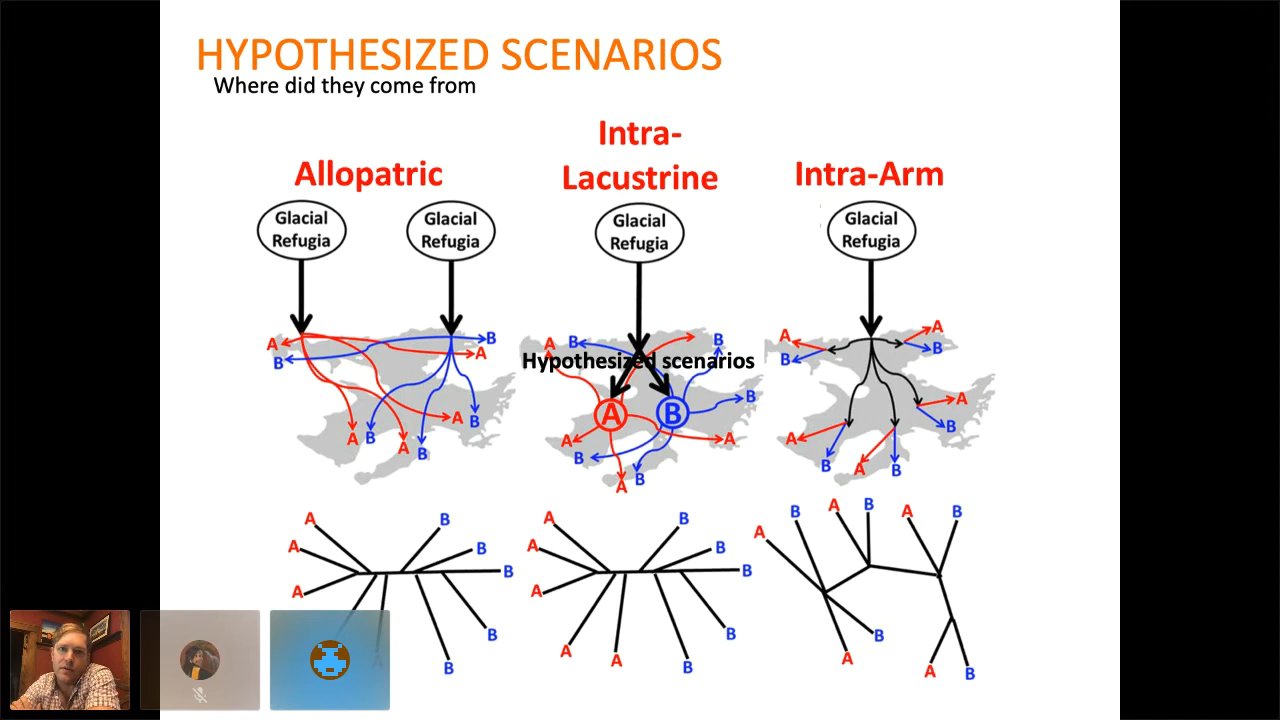 HYPOTHESIZED SCENARIOS
Where did they come from
Allopatric
Intra-
Lacustrine
Intra-Arm
Glacial
Refugia
Glacial
Refugia
Glacial
Refugia
Glacial
Refugia
A
B
A
B
A
B
A
B
A
B
A
B
Hypothesized scenarios
A
B
A
B
B
A
B
A
B
A
B
A
B
A
B
A
B
A
B
A
B
A
B
A
A
A
B
B
B
B
B
A
A
A
A
A
B
B
B
B
B
A
B
A
B
A
B
A
B
A
B